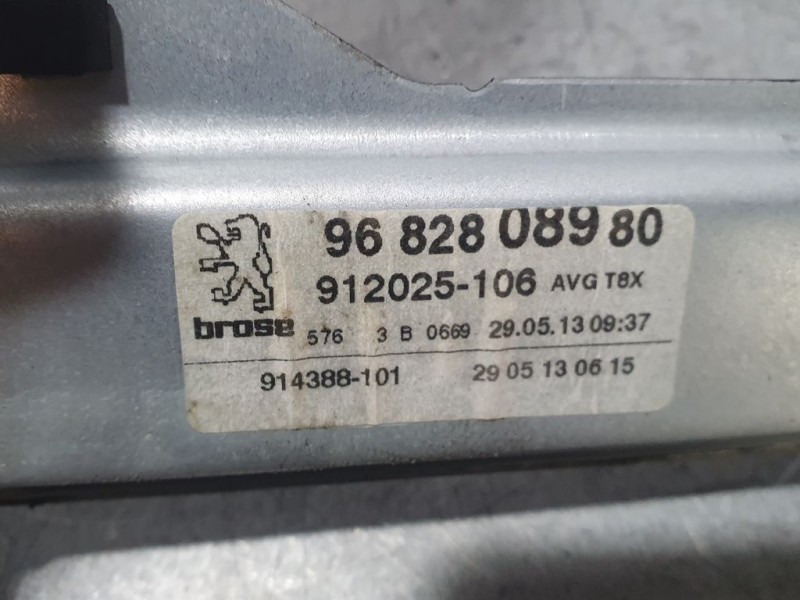 96 828 089 80
912025-106 AVG T8X
brose 576 3 B 0669 29.05.13 09:37
914388-101 29 05 13 06 15